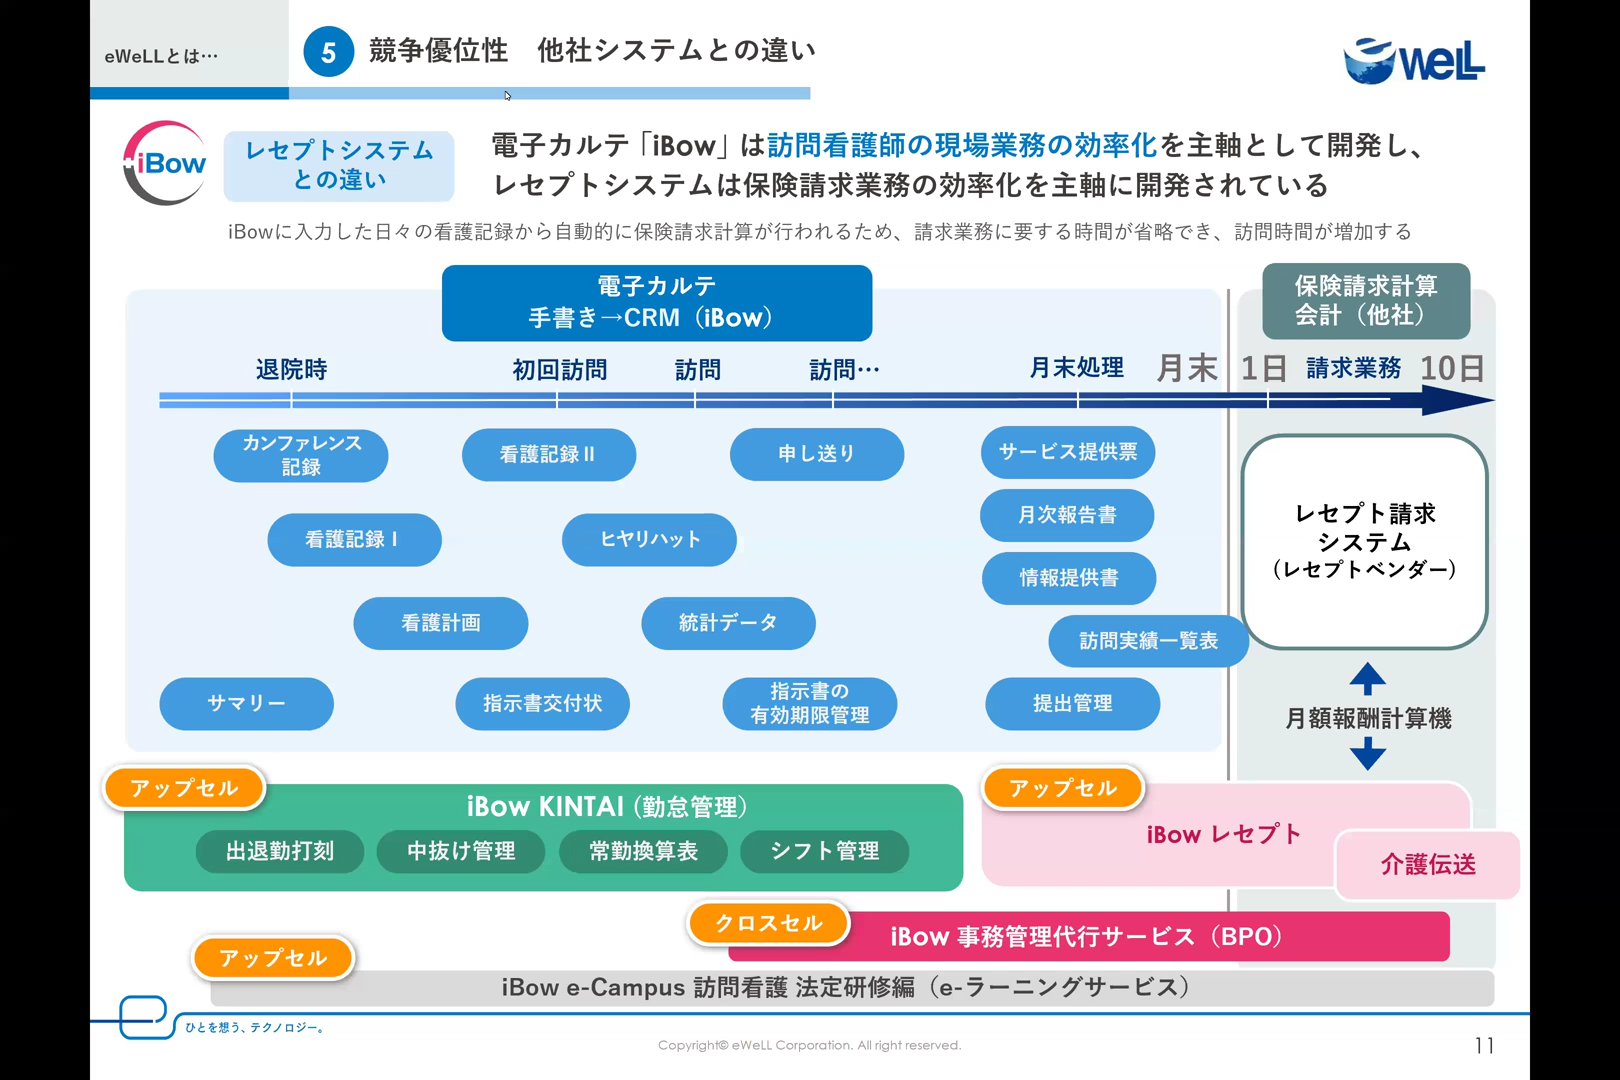 eWeLLとは…
5
競争優位性　他社システムとの違い
eWeLL
iBow
レセプトシステム
との違い
電子カルテ「iBow」は訪問看護師の現場業務の効率化を主軸として開発し、
レセプトシステムは保険請求業務の効率化を主軸に開発されている
iBowに入力した日々の看護記録から自動的に保険請求計算が行われるため、請求業務に要する時間が省略でき、訪問時間が増加する
電子カルテ
手書き→CRM（iBow）
保険請求計算
会計（他社）
退院時
初回訪問
訪問
訪問…
月末処理
月末
1日
請求業務
10日
カンファレンス
記録
看護記録Ⅱ
申し送り
サービス提供票
看護記録Ⅰ
ヒヤリハット
月次報告書
情報提供書
看護計画
統計データ
訪問実績一覧表
サマリー
指示書交付状
指示書の
有効期限管理
提出管理
レセプト請求
システム
（レセプトベンダー）
月額報酬計算機
アップセル
iBow KINTAI（勤怠管理）
出退勤打刻
中抜け管理
常勤換算表
シフト管理
アップセル
iBow レセプト
介護伝送
クロスセル
iBow 事務管理代行サービス（BPO）
アップセル
iBow e-Campus 訪問看護 法定研修編（e-ラーニングサービス）
ひとを想う、テクノロジー。
Copyright© eWeLL Corporation. All right reserved.
11